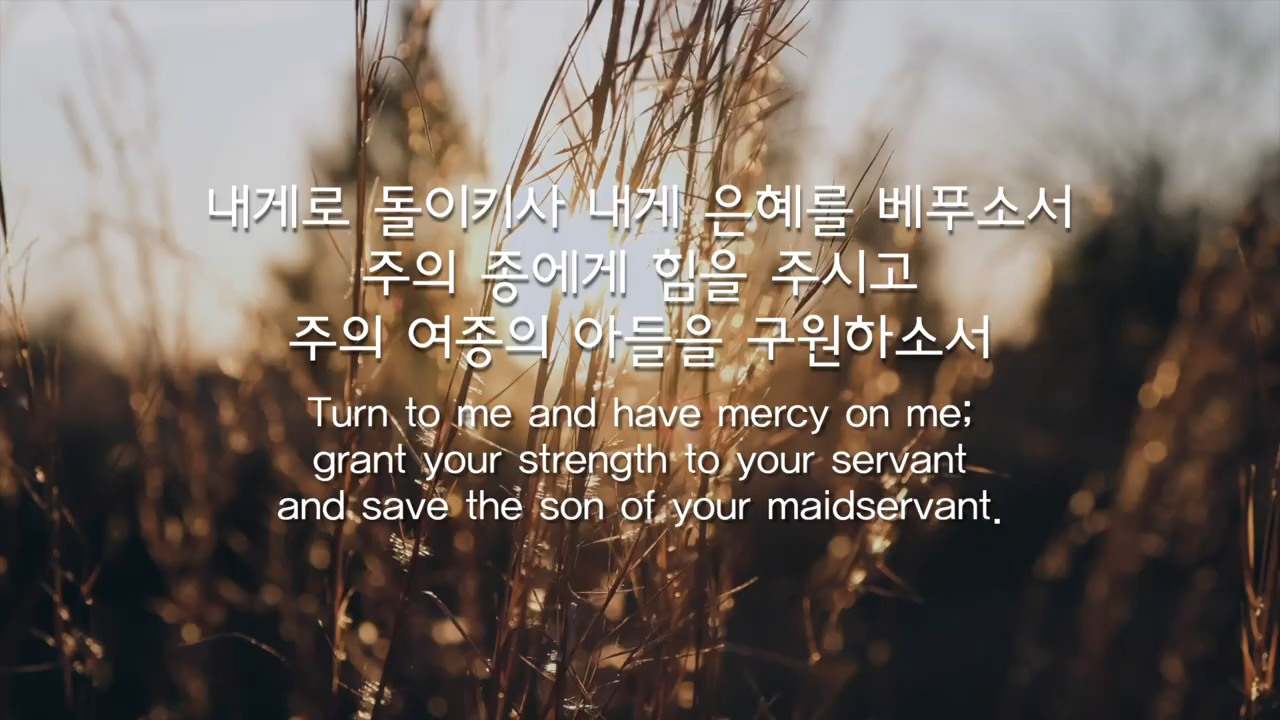 내게로 돌이키사 내게 은혜를 베푸소서
주의 종에게 힘을 주시고
주의 여종의 아들을 구원하소서
Turn to me and have mercy on me;
grant your strength to your servant
and save the son of your maidservant.